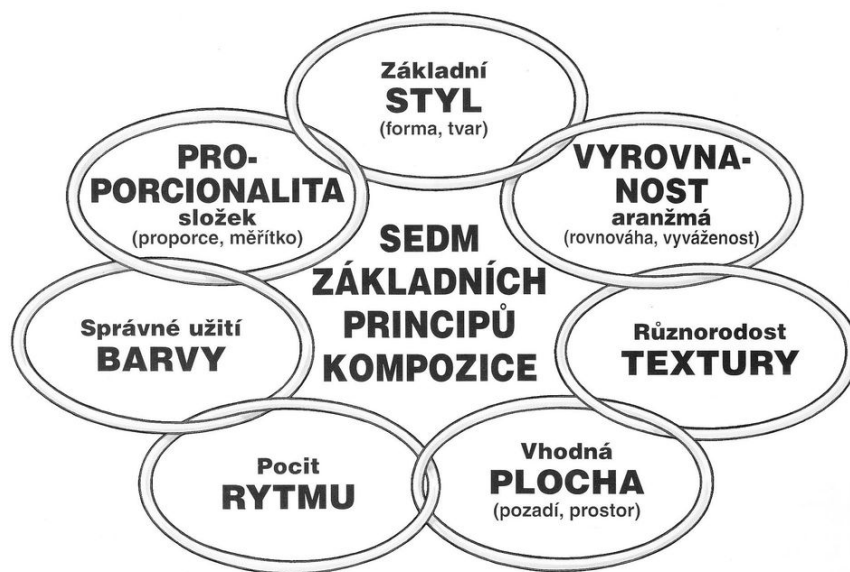 Základní
STYL
(forma, tvar)
PRO-
PORCIONALITA
složek
(proporce, měřítko)
VYROVNA-
NOST
aranžmá
(rovnováha, vyváženost)
SEDM
ZÁKLADNÍCH
PRINCIPŮ
KOMPOZICE
Správné užití
BARVY
Různorodost
TEXTURY
Pocit
RYTMU
Vhodná
PLOCHA
(pozadí, prostor)